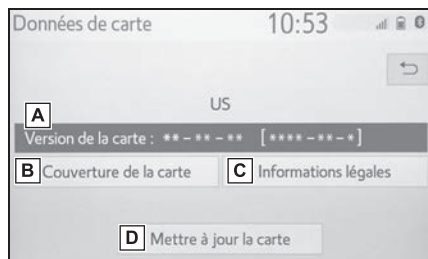 Données de carte 10:53
US
A
Version de la carte : **-**-** [****-**-*]
B Couverture de la carte C Informations légales
D Mettre à jour la carte